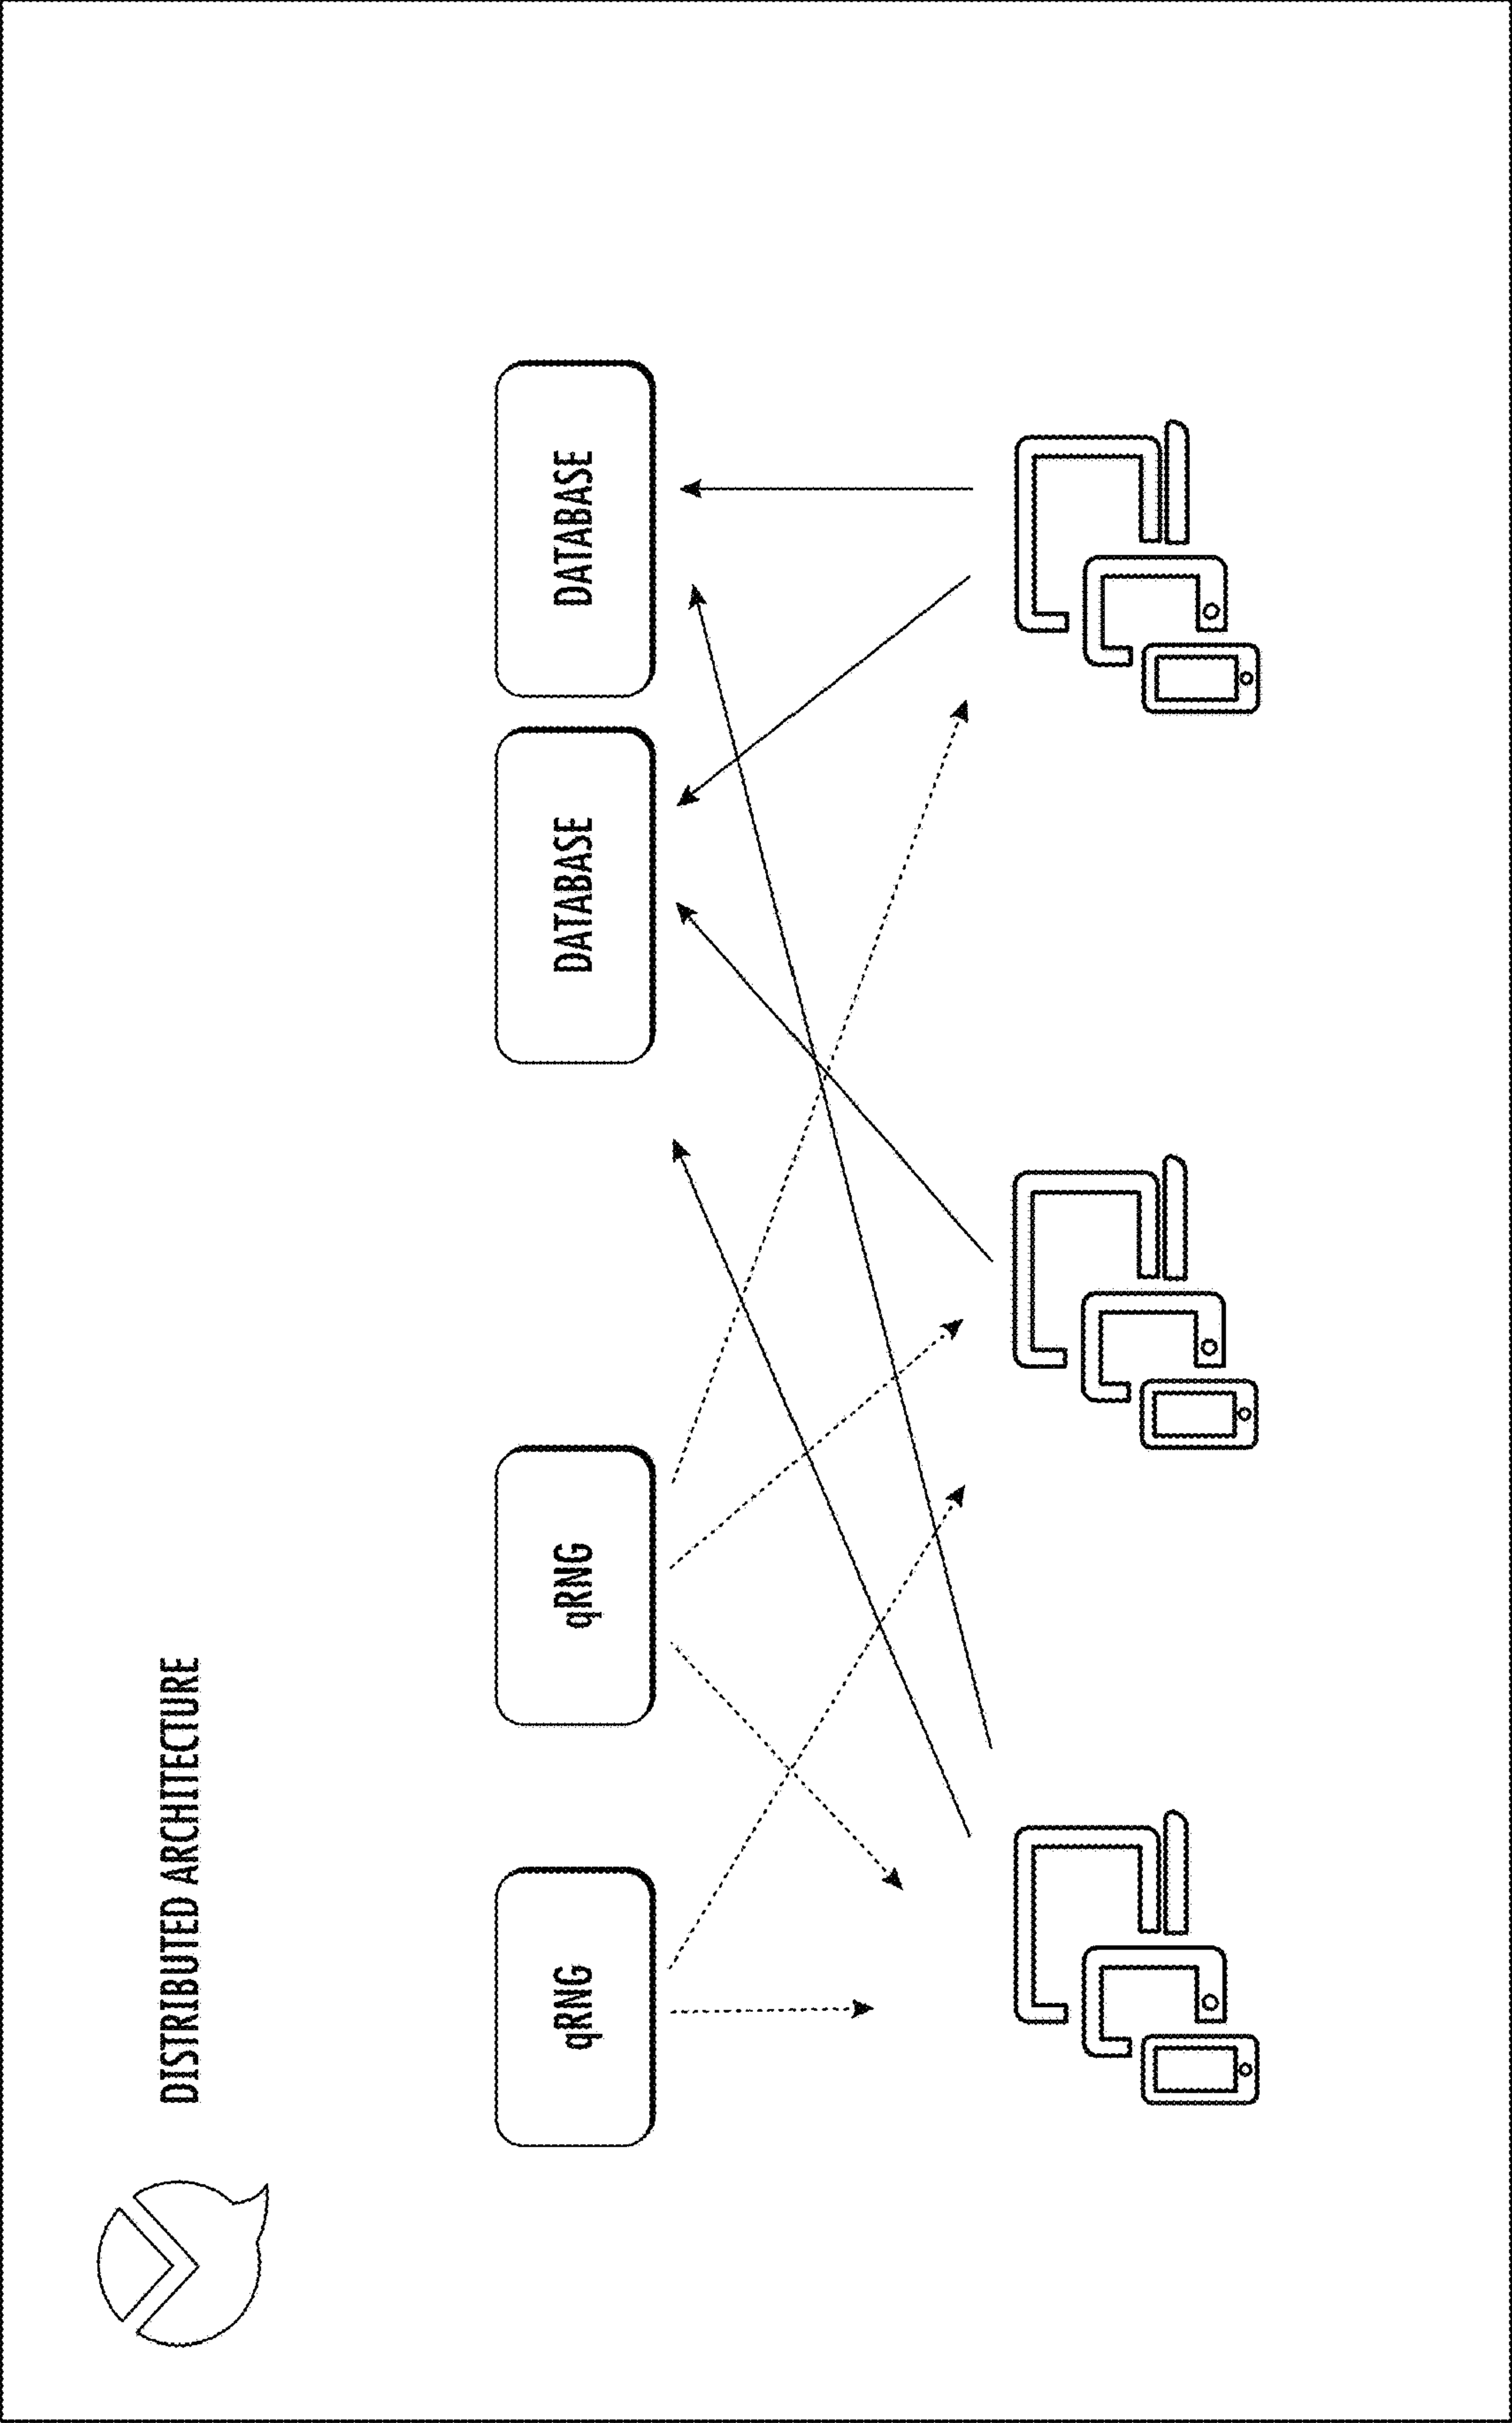 DISTRIBUTED ARCHITECTURE
qRNG
qRNG
DATABASE
DATABASE